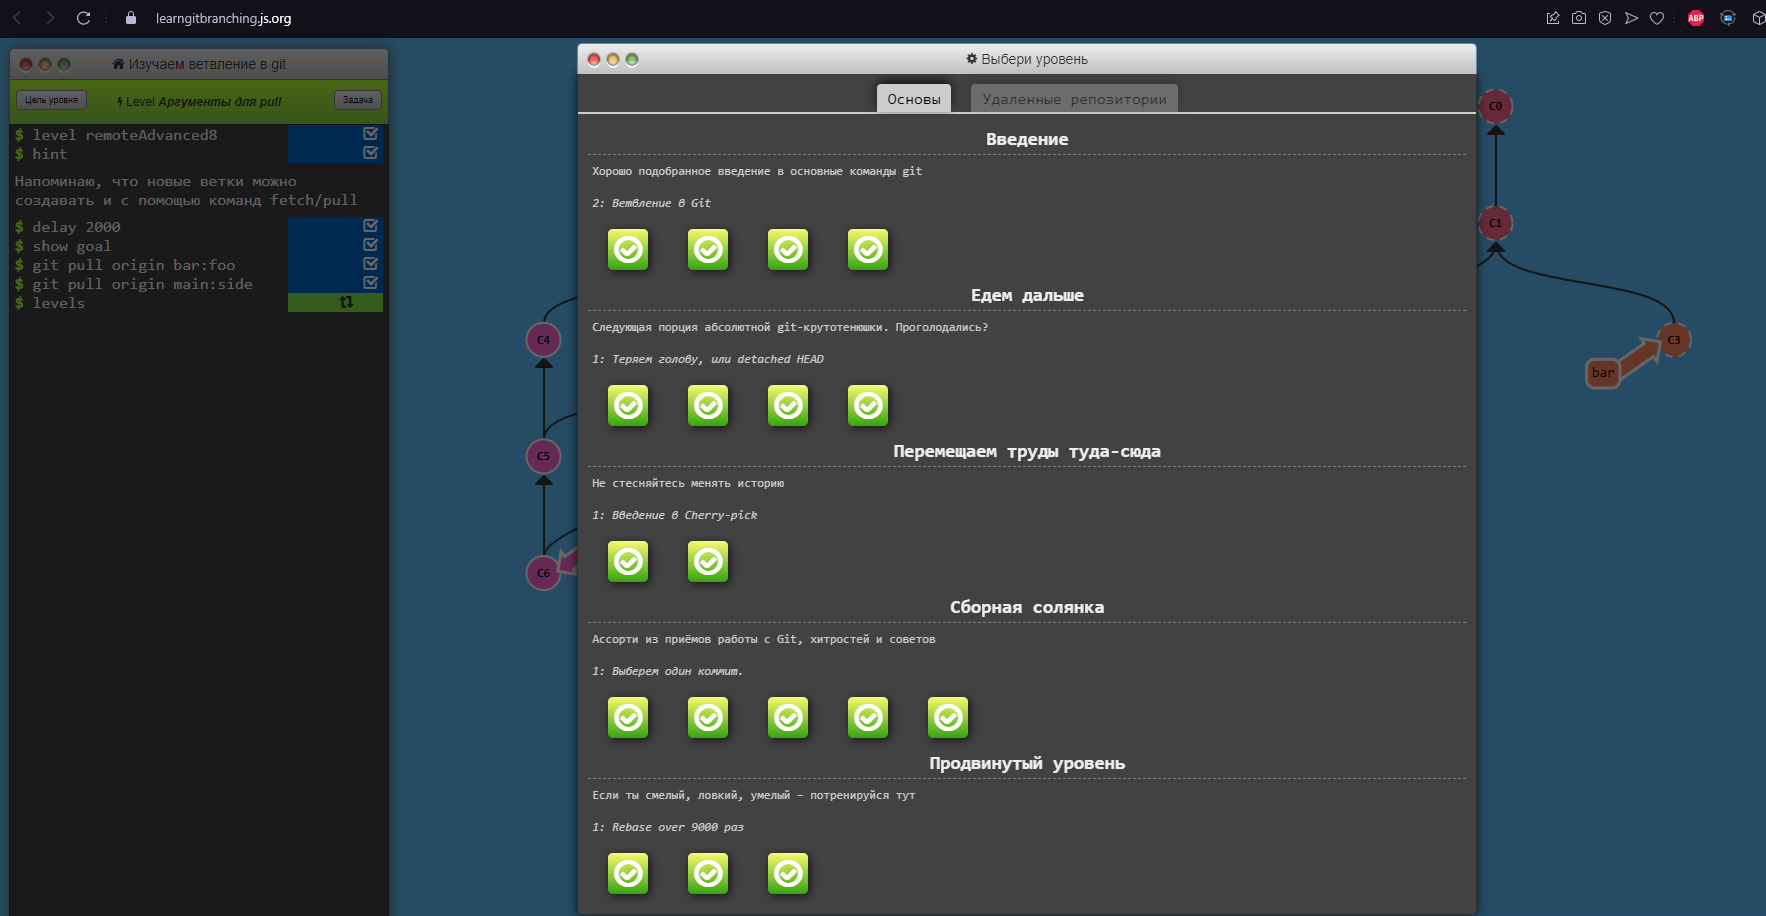 learngitbranching.js.org
ABP
Изучаем ветвление в git
Цель уровня
Level Аргументы для pull
Задача
$ level remoteAdvanced8
$ hint
Напоминаю, что новые ветки можно
создавать и с помощью команд fetch/pull
$ delay 2000
$ show goal
$ git pull origin bar:foo
$ git pull origin main:side
$ levels
Выбери уровень
Основы
Удаленные репозитории
Введение
Хорошо подобранное введение в основные команды git
2: Ветвление в Git
Едем дальше
Следующая порция абсолютной git-крутотенюшки. Проголодались?
1: Теряем голову, или detached HEAD
Перемещаем труды туда-сюда
Не стесняйтесь менять историю
1: Введение в Cherry-pick
Сборная солянка
Ассорти из приёмов работы с Git, хитростей и советов
1: Выберем один коммит.
Продвинутый уровень
Если ты смелый, ловкий, умелый – потренируйся тут
1: Rebase over 9000 раз
C4
C5
C6
C0
C1
C3
bar